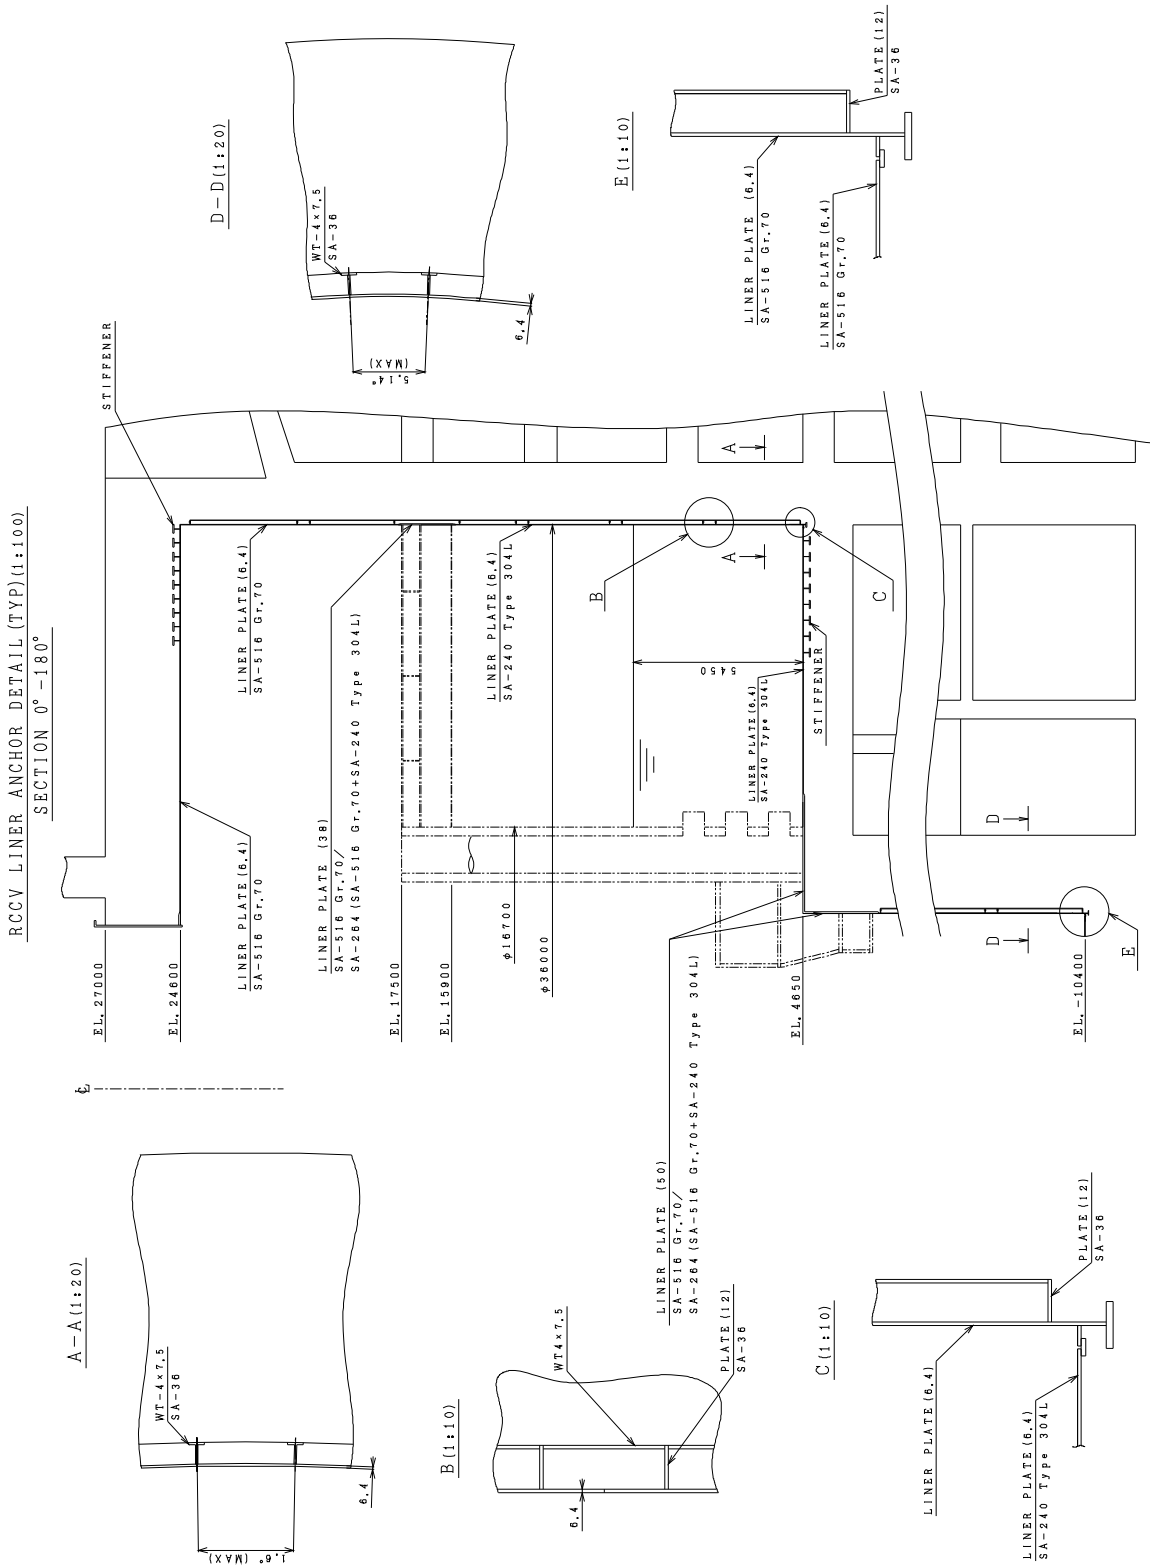 RCCV LINER ANCHOR DETAIL (TYP)(1:100)
SECTION 0°-180°
A-A(1:20)
WT-4×7.5
SA-36
6.4
1.6° (MAX)
B(1:10)
WT4×7.5
PLATE(12)
SA-36
6.4
C(1:10)
PLATE(12)
SA-36
LINER PLATE(6.4)
LINER PLATE(6.4)
SA-240 Type 304L
D-D(1:20)
WT-4×7.5
SA-36
6.4
5.14°
(MAX)
E(1:10)
PLATE(12)
SA-36
LINER PLATE (6.4)
SA-516 Gr.70
LINER PLATE(6.4)
SA-516 Gr.70
EL.27000
EL.24600
EL.17500
EL.15900
EL.4650
EL.-10400
STIFFENER
LINER PLATE(6.4)
SA-516 Gr.70
LINER PLATE(6.4)
SA-516 Gr.70
LINER PLATE (38)
SA-516 Gr.70/
SA-264(SA-516 Gr.70+SA-240 Type 304L)
LINER PLATE(6.4)
SA-240 Type 304L
φ16700
φ36000
5450
LINER PLATE(6.4)
SA-240 Type 304L
STIFFENER
LINER PLATE (50)
SA-516 Gr.70/
SA-264(SA-516 Gr.70+SA-240 Type 304L)
A
A
B
C
D
D
E